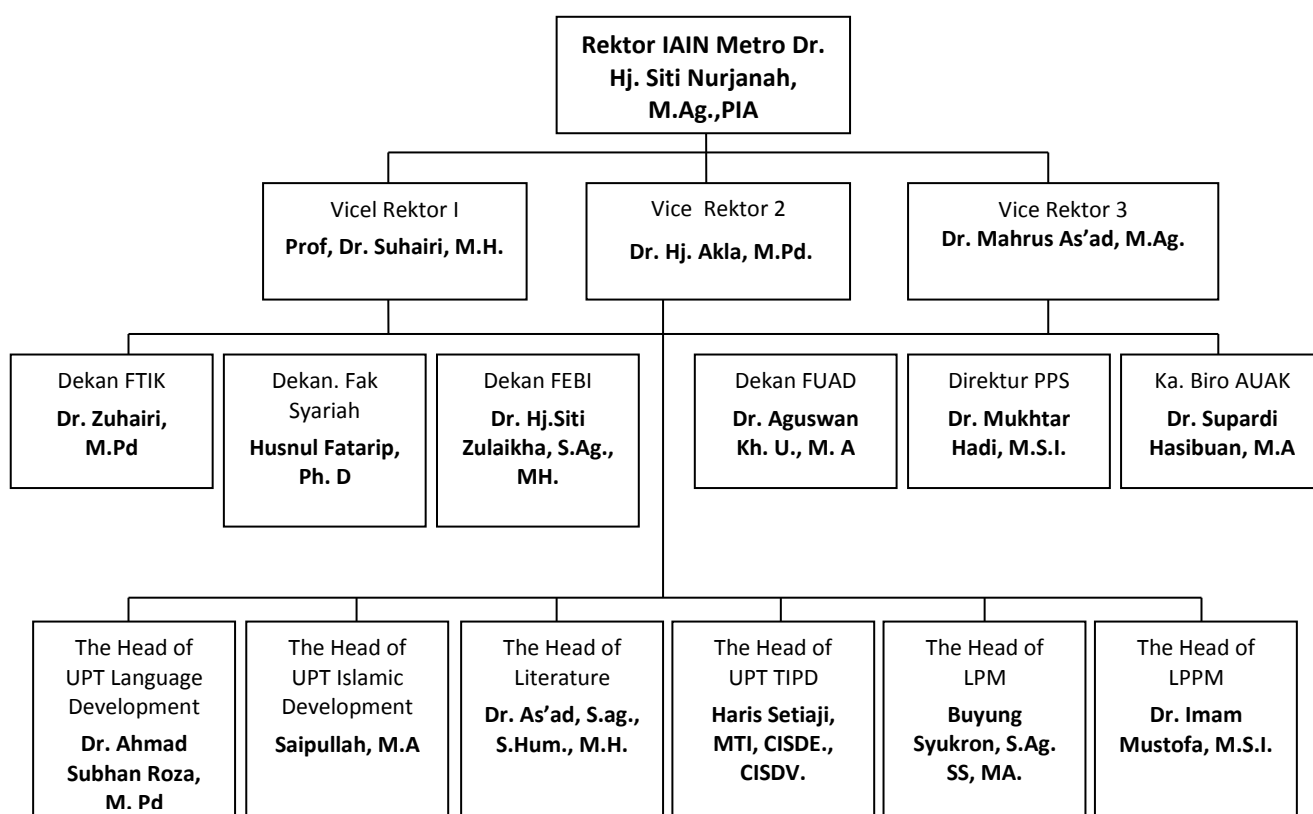 Rektor IAIN Metro Dr.
Hj. Siti Nurjanah,
M.Ag.,PIA
Vicel Rektor I
Prof, Dr. Suhairi, M.H.
Vice Rektor 2
Dr. Hj. Akla, M.Pd.
Vice Rektor 3
Dr. Mahrus As’ad, M.Ag.
Dekan FTIK
Dr. Zuhairi,
M.Pd
Dekan. Fak
Syariah
Husnul Fatarip,
Ph. D
Dekan FEBI
Dr. Hj.Siti
Zulaikha, S.Ag.,
MH.
Dekan FUAD
Dr. Aguswan
Kh. U., M. A
Direktur PPS
Dr. Mukhtar
Hadi, M.S.I.
Ka. Biro AUAK
Dr. Supardi
Hasibuan, M.A
The Head of
UPT Language
Development
Dr. Ahmad
Subhan Roza,
M. Pd
The Head of
UPT Islamic
Development
Saipullah, M.A
The Head of
Literature
Dr. As’ad, S.ag.,
S.Hum., M.H.
The Head of
UPT TIPD
Haris Setiaji,
MTI, CISDE.,
CISDV.
The Head of
LPM
Buyung
Syukron, S.Ag.
SS, MA.
The Head of
LPPM
Dr. Imam
Mustofa, M.S.I.